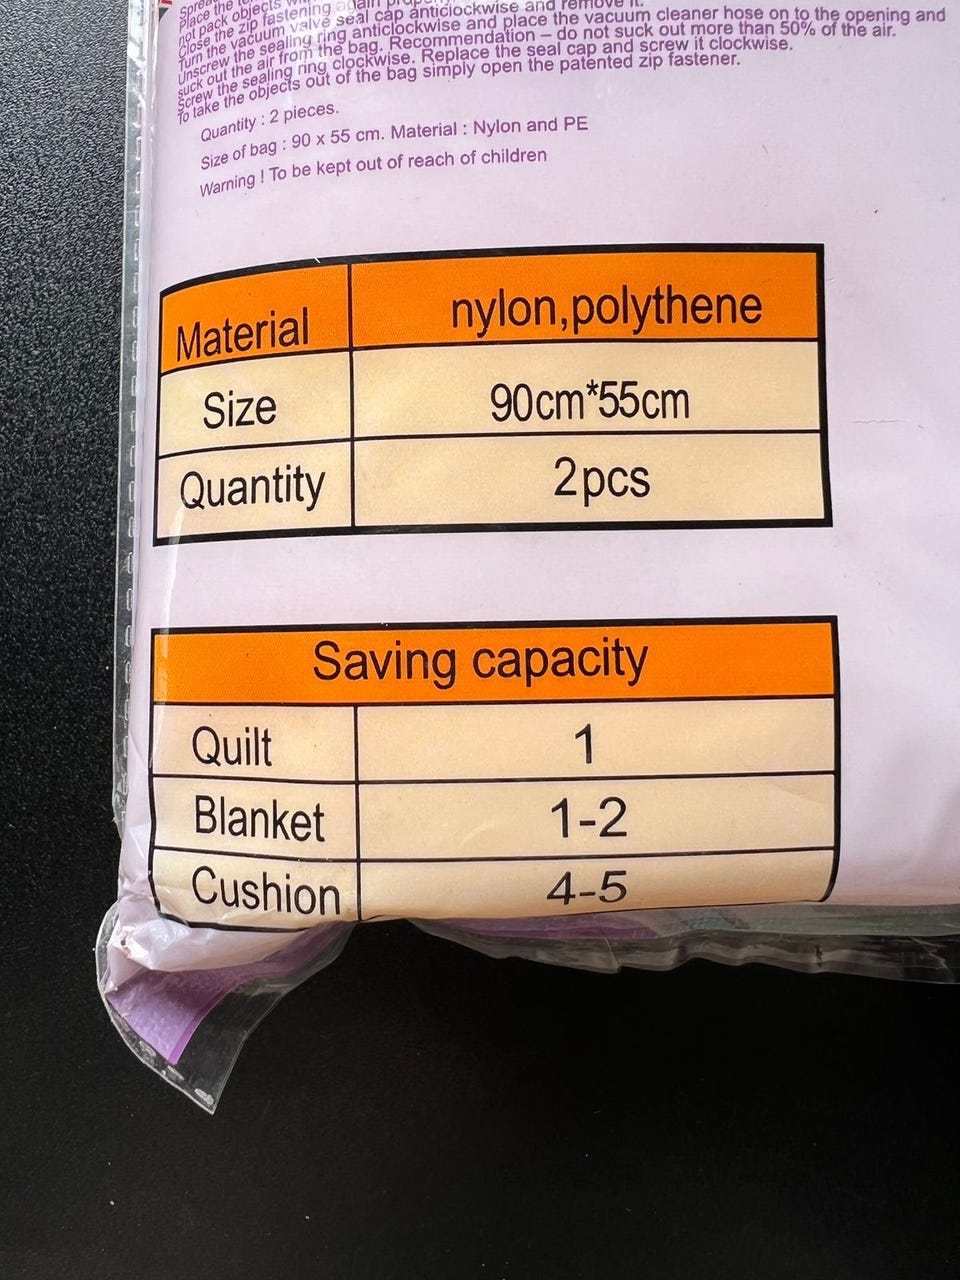 Place the
not pack objects
Close the zip fastening again
Turn the vacuum valve seal cap anticlockwise and remove it.
Unscrew the sealing ring anticlockwise and place the vacuum cleaner hose on to the opening and
suck out the air from the bag. Recommendation – do not suck out more than 50% of the air.
Screw the sealing ring clockwise. Replace the seal cap and screw it clockwise.
To take the objects out of the bag simply open the patented zip fastener.
Quantity : 2 pieces.
Size of bag : 90 x 55 cm. Material : Nylon and PE
Warning ! To be kept out of reach of children
Material nylon,polythene
Size 90cm*55cm
Quantity 2pcs
Saving capacity
Quilt 1
Blanket 1-2
Cushion 4-5